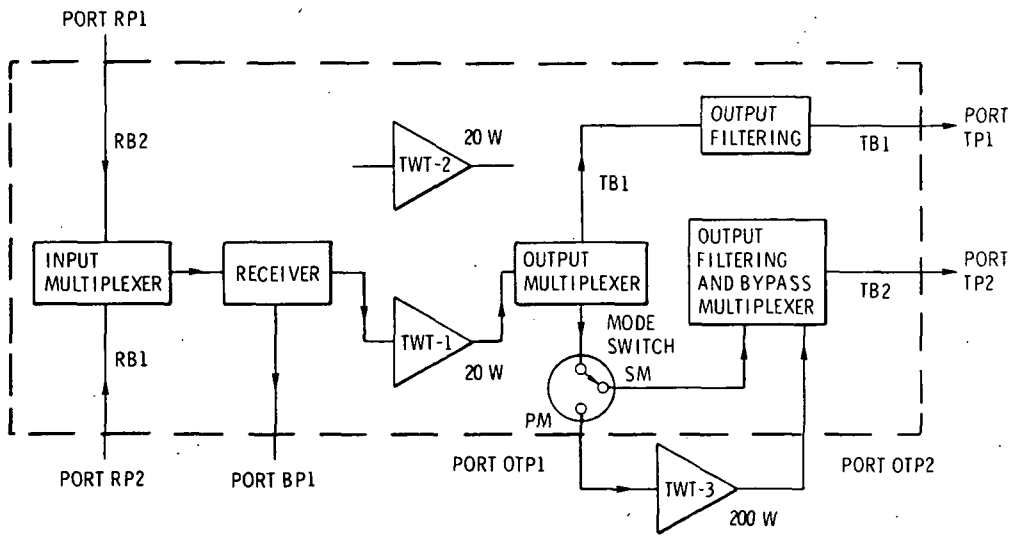 PORT RP1
RB2
TWT-2
20 W
OUTPUT
FILTERING
TB1
PORT
TP1
TB1
INPUT
MULTIPLEXER
RECEIVER
OUTPUT
MULTIPLEXER
OUTPUT
FILTERING
AND BYPASS
MULTIPLEXER
PORT
TP2
TB2
TWT-1
20 W
MODE
SWITCH
SM
PM
RB1
PORT RP2
PORT BP1
PORT OTP1
PORT OTP2
TWT-3
200 W